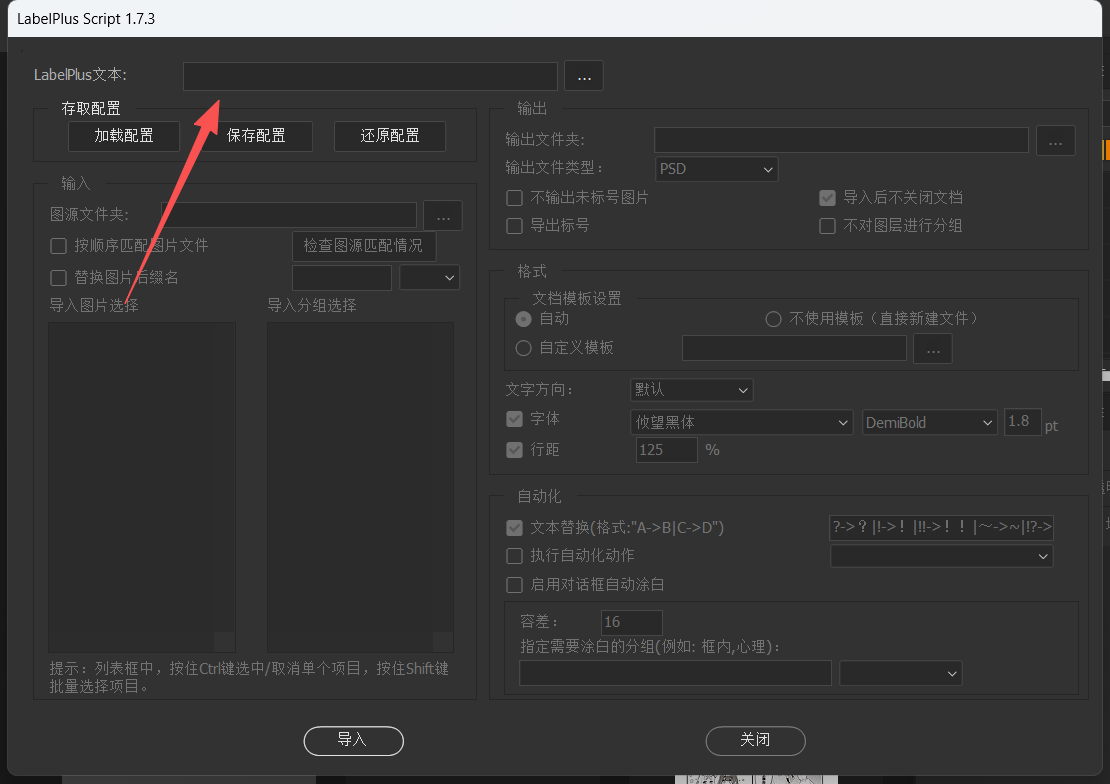 LabelPlus Script 1.7.3
LabelPlus文本:
...
存取配置
加载配置
保存配置
还原配置
输入
图源文件夹:
...
按顺序匹配图片文件
检查图源匹配情况
替换图片后缀名
导入图片选择
导入分组选择
提示：列表框中，按住Ctrl键选中/取消单个项目，按住Shift键
批量选择项目。
输出
输出文件夹:
...
输出文件类型：
PSD
不输出未标号图片
导入后不关闭文档
导出标号
不对图层进行分组
格式
文档模板设置
自动
不使用模板（直接新建文件）
自定义模板
...
文字方向：
默认
字体
攸望黑体
DemiBold
1.8
pt
行距
125
%
自动化
文本替换(格式:"A->B|C->D")
?->？|!->！|!!->！！|～->~|!?->
执行自动化动作
启用对话框自动涂白
容差：
16
指定需要涂白的分组(例如: 框内,心理)：
导入
关闭